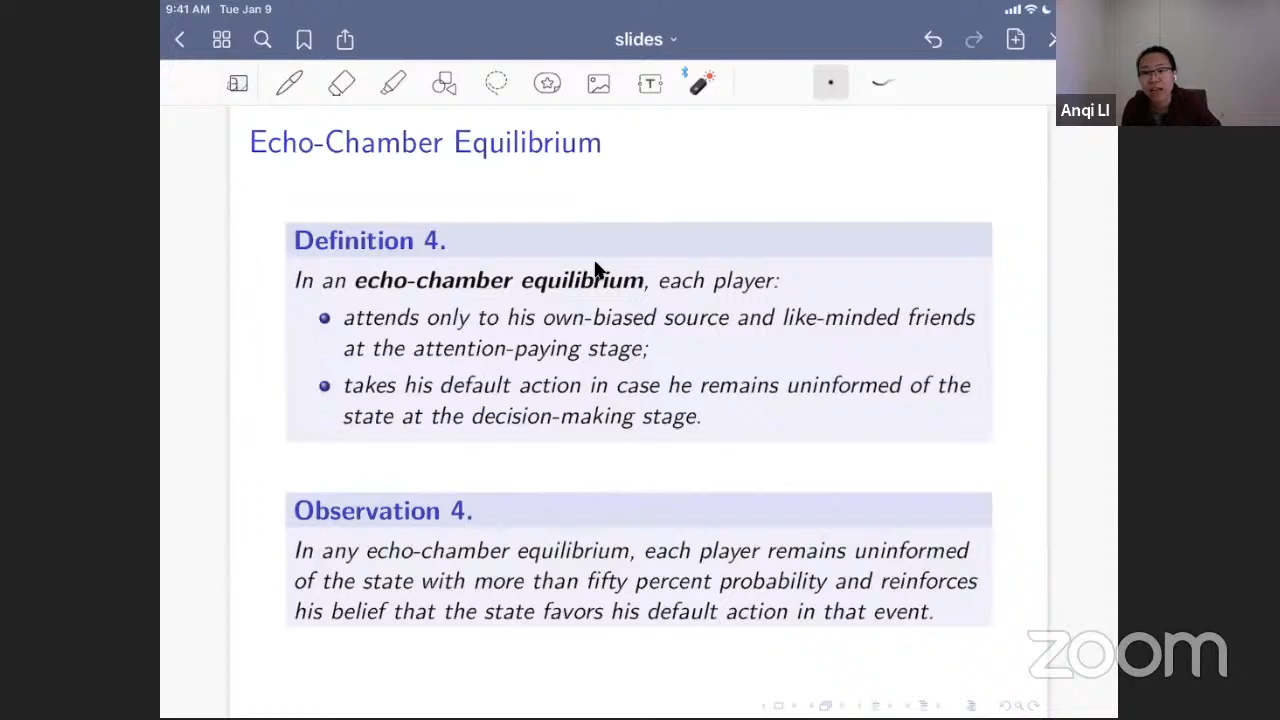 9:41 AM Tue Jan 9
slides
T
Anqi LI
Echo-Chamber Equilibrium
Definition 4.
In an echo-chamber equilibrium, each player:
attends only to his own-biased source and like-minded friends
at the attention-paying stage;
takes his default action in case he remains uninformed of the
state at the decision-making stage.
Observation 4.
In any echo-chamber equilibrium, each player remains uninformed
of the state with more than fifty percent probability and reinforces
his belief that the state favors his default action in that event.
zoom